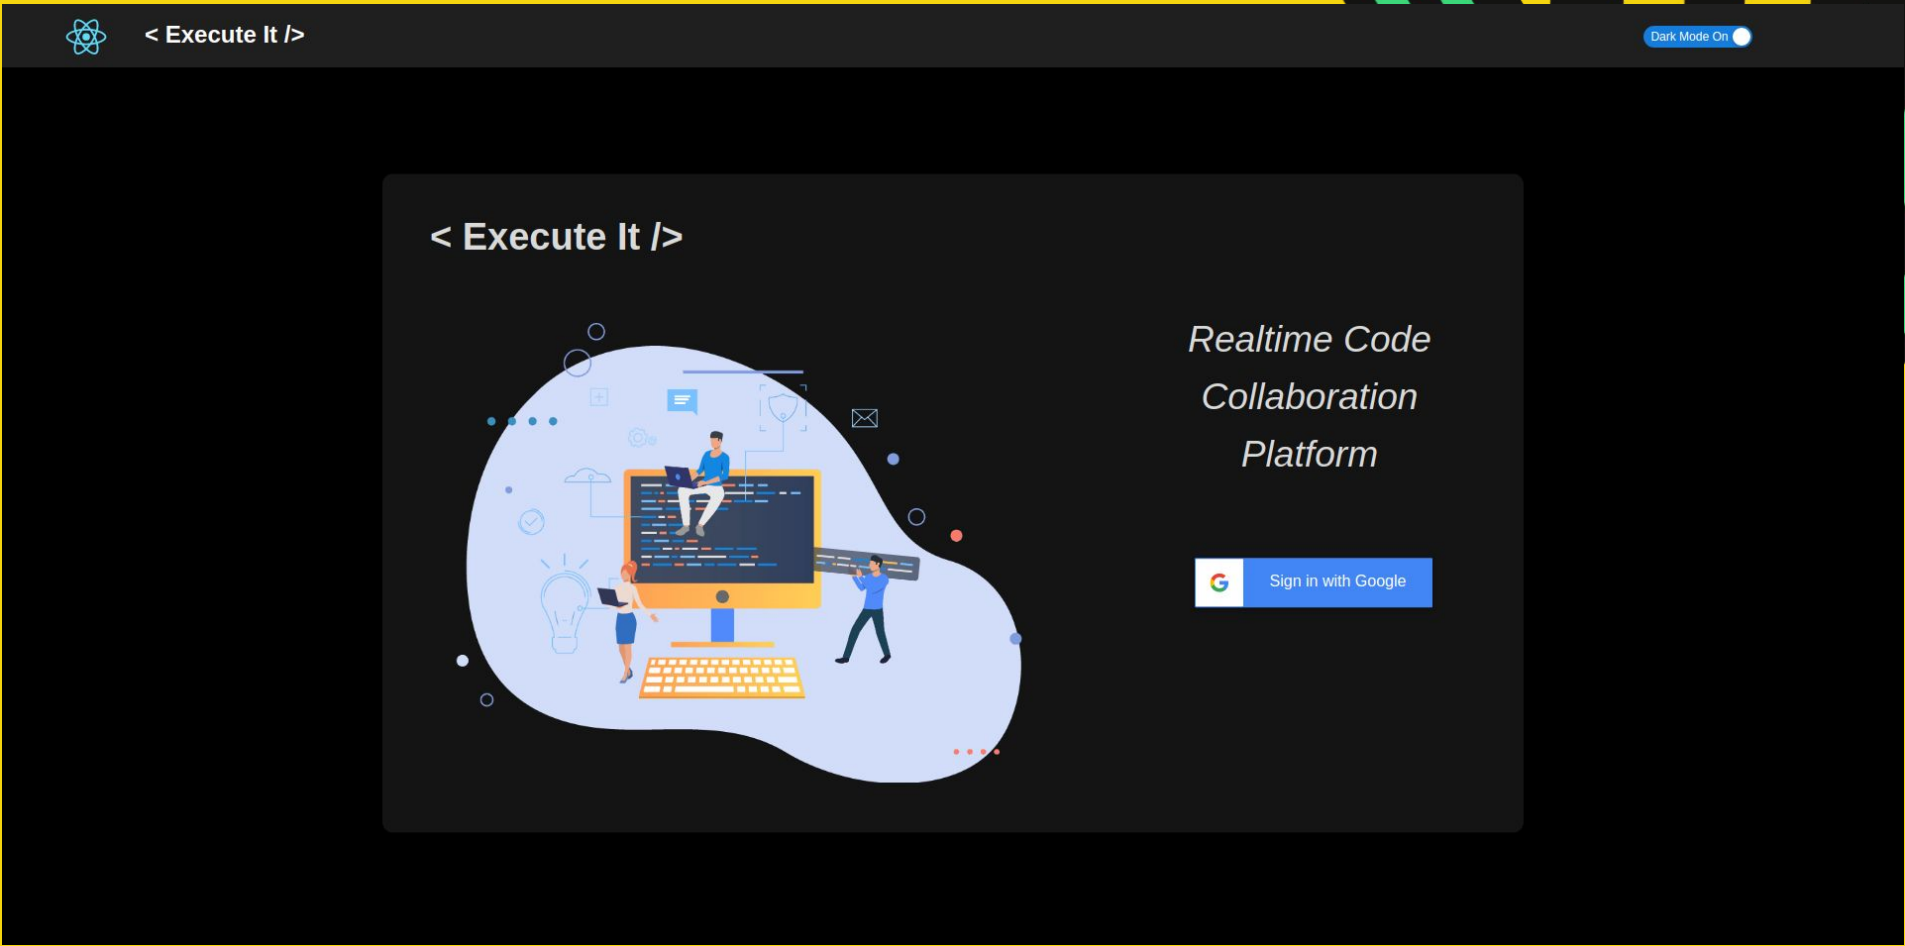 < Execute It />
Dark Mode On
< Execute It />
Realtime Code
Collaboration
Platform
Sign in with Google